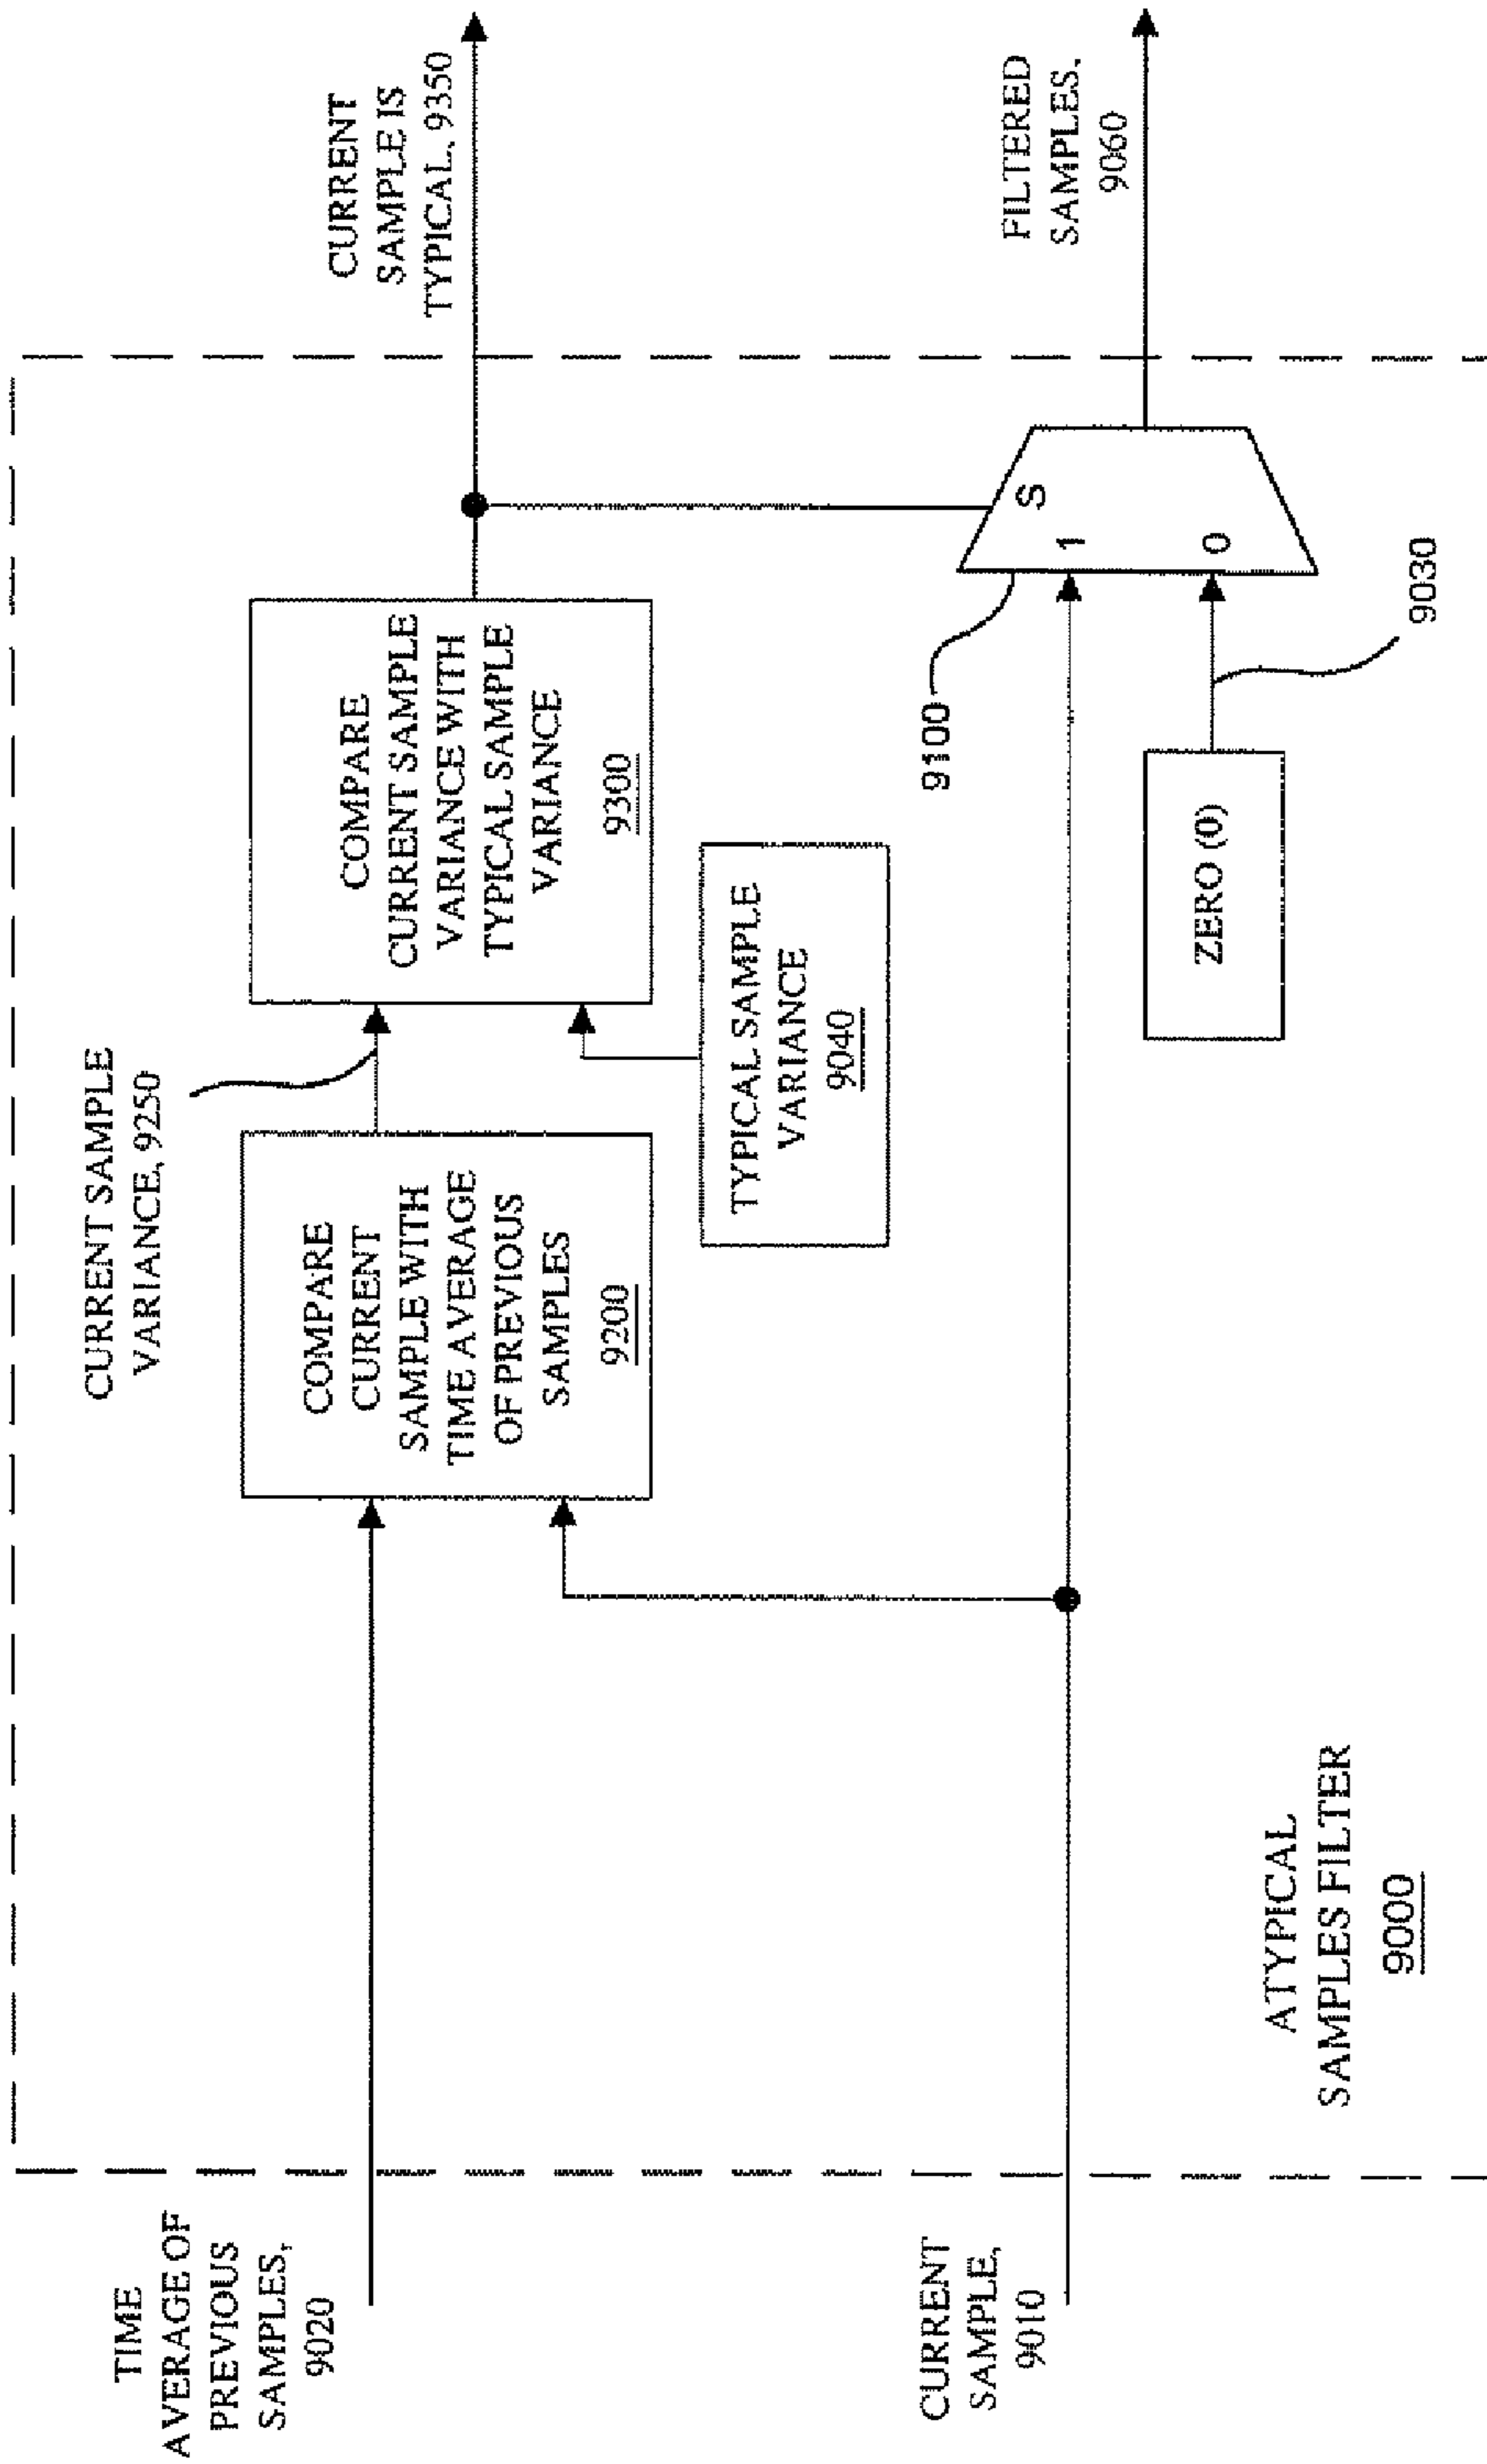 TIME
AVERAGE OF
PREVIOUS
SAMPLES,
9020
CURRENT SAMPLE
VARIANCE, 9250
COMPARE
CURRENT
SAMPLE WITH
TIME AVERAGE
OF PREVIOUS
SAMPLES
9200
COMPARE
CURRENT SAMPLE
VARIANCE WITH
TYPICAL SAMPLE
VARIANCE
9300
CURRENT
SAMPLE IS
TYPICAL, 9350
TYPICAL SAMPLE
VARIANCE
9040
CURRENT
SAMPLE,
9010
9100
S
1
0
FILTERED
SAMPLES,
9060
ZERO (0)
9030
ATYPICAL
SAMPLES FILTER
9000